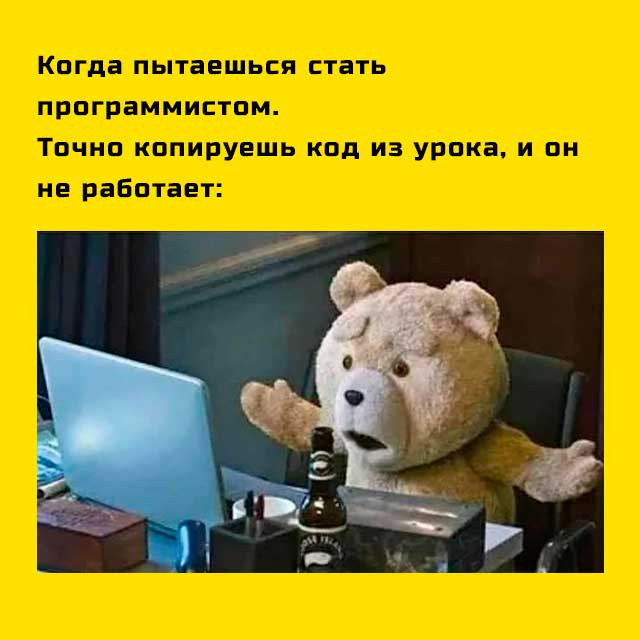 Когда пытаешься стать
программистом.
Точно копируешь код из урока, и он
не работает: